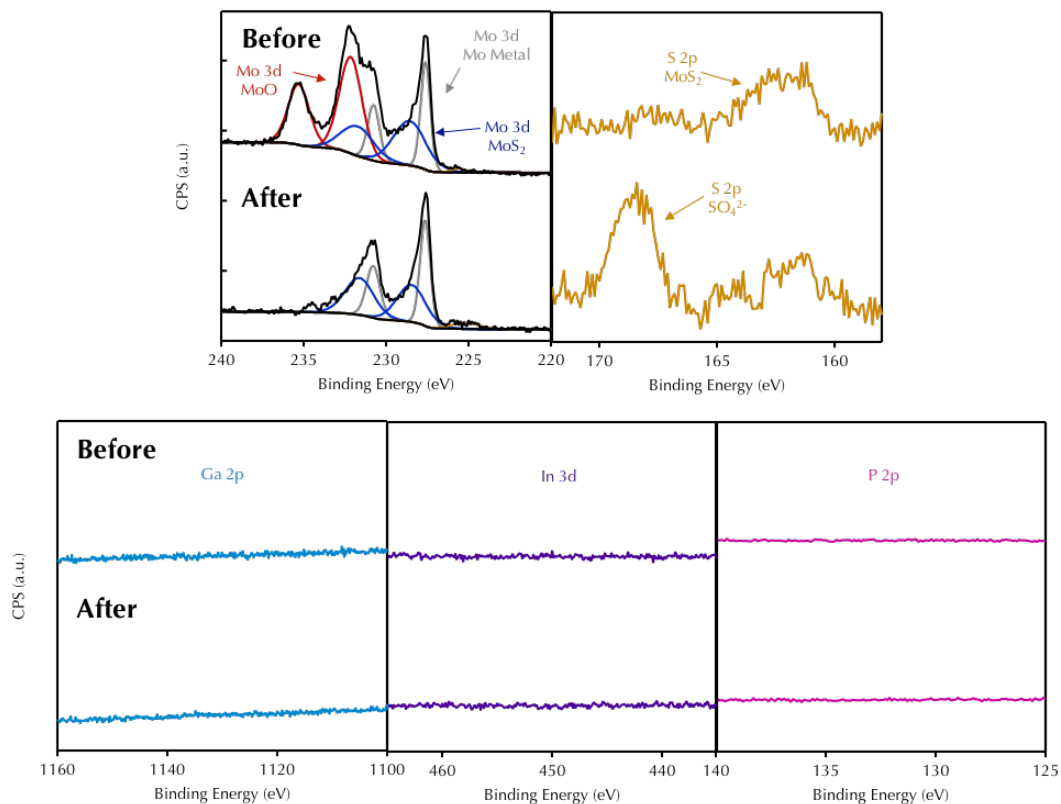 Before
Mo 3d
Mo Metal
Mo 3d
MoO
Mo 3d
MoS₂
S 2p
MoS₂
After
S 2p
SO₄²⁻
CPS (a.u.)
240 235 230 225 220 170 165 160
Binding Energy (eV) Binding Energy (eV)
Before
Ga 2p In 3d P 2p
After
CPS (a.u.)
1160 1140 1120 1100 460 450 440 140 135 130 125
Binding Energy (eV) Binding Energy (eV) Binding Energy (eV)